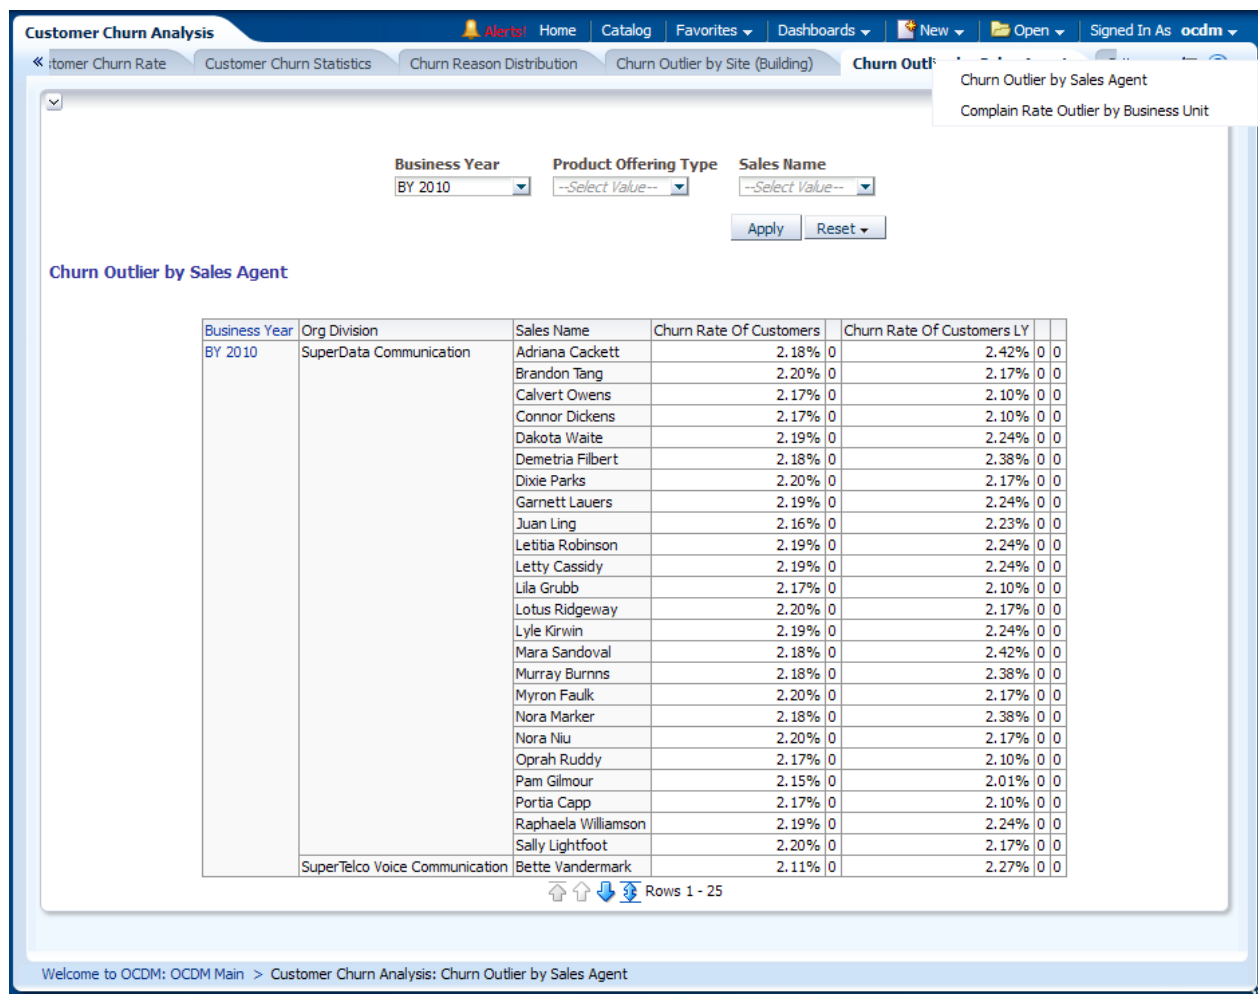 Customer Churn Analysis Alerts! Home Catalog Favorites Dashboards New Open Signed In As ocdm
« tomer Churn Rate Customer Churn Statistics Churn Reason Distribution Churn Outlier by Site (Building) Churn Outl
Churn Outlier by Sales Agent
Complain Rate Outlier by Business Unit
Business Year Product Offering Type Sales Name
BY 2010 --Select Value-- --Select Value--
Apply Reset
Churn Outlier by Sales Agent
Business Year Org Division Sales Name Churn Rate Of Customers Churn Rate Of Customers LY
BY 2010 SuperData Communication Adriana Cackett 2.18% 0 2.42% 0 0
Brandon Tang 2.20% 0 2.17% 0 0
Calvert Owens 2.17% 0 2.10% 0 0
Connor Dickens 2.17% 0 2.10% 0 0
Dakota Waite 2.19% 0 2.24% 0 0
Demetria Filbert 2.18% 0 2.38% 0 0
Dixie Parks 2.20% 0 2.17% 0 0
Garnett Lauers 2.19% 0 2.24% 0 0
Juan Ling 2.16% 0 2.23% 0 0
Letitia Robinson 2.19% 0 2.24% 0 0
Letty Cassidy 2.19% 0 2.24% 0 0
Lila Grubb 2.17% 0 2.10% 0 0
Lotus Ridgeway 2.20% 0 2.17% 0 0
Lyle Kirwin 2.19% 0 2.24% 0 0
Mara Sandoval 2.18% 0 2.42% 0 0
Murray Burnns 2.18% 0 2.38% 0 0
Myron Faulk 2.20% 0 2.17% 0 0
Nora Marker 2.18% 0 2.38% 0 0
Nora Niu 2.20% 0 2.17% 0 0
Oprah Ruddy 2.17% 0 2.10% 0 0
Pam Gilmour 2.15% 0 2.01% 0 0
Portia Capp 2.17% 0 2.10% 0 0
Raphaela Williamson 2.19% 0 2.24% 0 0
Sally Lightfoot 2.20% 0 2.17% 0 0
SuperTelco Voice Communication Bette Vandermark 2.11% 0 2.27% 0 0
Rows 1 - 25
Welcome to OCDM: OCDM Main > Customer Churn Analysis: Churn Outlier by Sales Agent